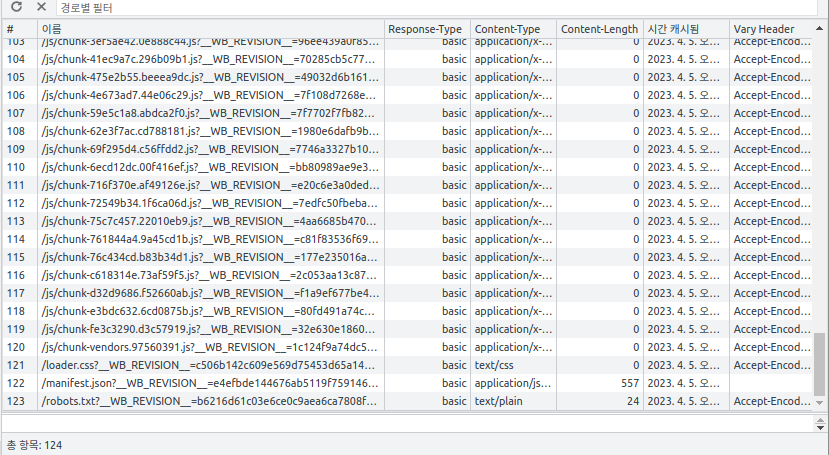 경로별 필터
# 이름 Response-Type Content-Type Content-Length 시간 캐시됨 Vary Header
103 /js/chunk-3ef5ae42.0e888c44.js?__WB_REVISION__=96ee439a0f85... basic application/x-... 0 2023. 4. 5. 오... Accept-Encod...
104 /js/chunk-41ec9a7c.296b09b1.js?__WB_REVISION__=70285cb5c77... basic application/x-... 0 2023. 4. 5. 오... Accept-Encod...
105 /js/chunk-475e2b55.beeea9dc.js?__WB_REVISION__=49032d6b161... basic application/x-... 0 2023. 4. 5. 오... Accept-Encod...
106 /js/chunk-4e673ad7.44e06c29.js?__WB_REVISION__=7f108d7268e... basic application/x-... 0 2023. 4. 5. 오... Accept-Encod...
107 /js/chunk-59e5c1a8.abdca2f0.js?__WB_REVISION__=7f7702f7fb82... basic application/x-... 0 2023. 4. 5. 오... Accept-Encod...
108 /js/chunk-62e3f7ac.cd788181.js?__WB_REVISION__=1980e6dafb9b... basic application/x-... 0 2023. 4. 5. 오... Accept-Encod...
109 /js/chunk-69f295d4.c56ffdd2.js?__WB_REVISION__=7746a3327b10... basic application/x-... 0 2023. 4. 5. 오... Accept-Encod...
110 /js/chunk-6ecd12dc.00f416ef.js?__WB_REVISION__=bb80989ae9e3... basic application/x-... 0 2023. 4. 5. 오... Accept-Encod...
111 /js/chunk-716f370e.af49126e.js?__WB_REVISION__=e20c6e3a0ded... basic application/x-... 0 2023. 4. 5. 오... Accept-Encod...
112 /js/chunk-72549b34.1f6ca06d.js?__WB_REVISION__=7edfc50fbeba... basic application/x-... 0 2023. 4. 5. 오... Accept-Encod...
113 /js/chunk-75c7c457.22010eb9.js?__WB_REVISION__=4aa6685b470... basic application/x-... 0 2023. 4. 5. 오... Accept-Encod...
114 /js/chunk-761844a4.9a45cd1b.js?__WB_REVISION__=c81f83536f69... basic application/x-... 0 2023. 4. 5. 오... Accept-Encod...
115 /js/chunk-76c434cd.b83b34d1.js?__WB_REVISION__=177e235016a... basic application/x-... 0 2023. 4. 5. 오... Accept-Encod...
116 /js/chunk-c618314e.73af59f5.js?__WB_REVISION__=2c053aa13c87... basic application/x-... 0 2023. 4. 5. 오... Accept-Encod...
117 /js/chunk-d32d9686.f52660ab.js?__WB_REVISION__=f1a9ef677be4... basic application/x-... 0 2023. 4. 5. 오... Accept-Encod...
118 /js/chunk-e3bdc632.6cd0875b.js?__WB_REVISION__=80fd491a74c... basic application/x-... 0 2023. 4. 5. 오... Accept-Encod...
119 /js/chunk-fe3c3290.d3c57919.js?__WB_REVISION__=32e630e1860... basic application/x-... 0 2023. 4. 5. 오... Accept-Encod...
120 /js/chunk-vendors.97560391.js?__WB_REVISION__=1c124f9a74dc5... basic application/x-... 0 2023. 4. 5. 오... Accept-Encod...
121 /loader.css?__WB_REVISION__=c506b142c609e569d75453d65a14... basic text/css 0 2023. 4. 5. 오... Accept-Encod...
122 /manifest.json?__WB_REVISION__=e4efbde144676ab5119f759146... basic application/js... 557 2023. 4. 5. 오...
123 /robots.txt?__WB_REVISION__=b6216d61c03e6ce0c9aea6ca7808f... basic text/plain 24 2023. 4. 5. 오... Accept-Encod...
총 항목: 124